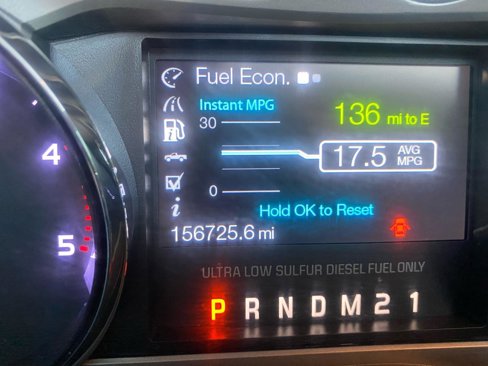 Fuel Econ.
Instant MPG
30
136 mi to E
17.5 AVG MPG
0
Hold OK to Reset
i
156725.6 mi
4
5
ULTRA LOW SULFUR DIESEL FUEL ONLY
P R N D M 2 1